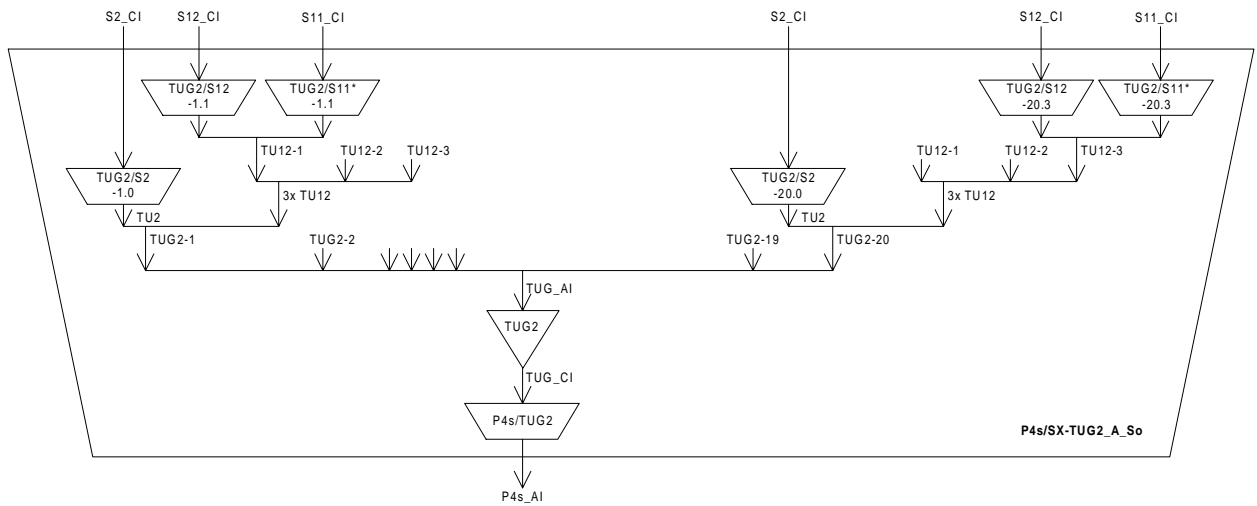 S2_CI S12_CI S11_CI S2_CI S12_CI S11_CI
TUG2/S12 TUG2/S11* TUG2/S12 TUG2/S11*
-1.1 -1.1 -20.3 -20.3
TU12-1 TU12-2 TU12-3 TU12-1 TU12-2 TU12-3
TUG2/S2 TUG2/S2
-1.0 3x TU12 -20.0 3x TU12
TU2 TU2
TUG2-1 TUG2-2 TUG2-19 TUG2-20
TUG_AI
TUG2
TUG_CI
P4s/TUG2
P4s/SX-TUG2_A_So
P4s_AI